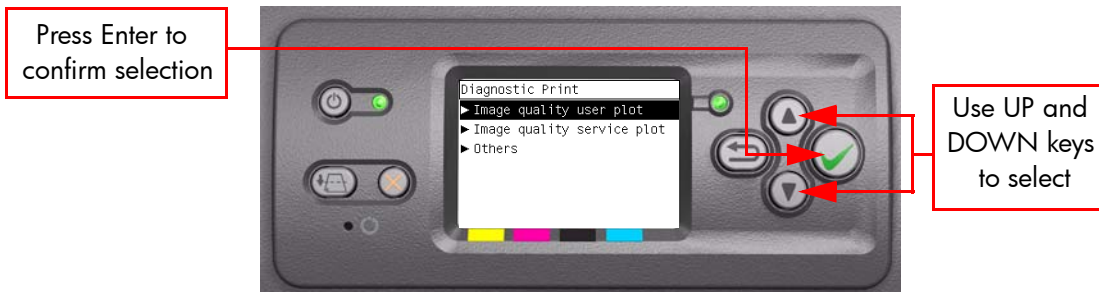 Press Enter to
confirm selection
Diagnostic Print
Image quality user plot
Image quality service plot
Others
Use UP and
DOWN keys
to select